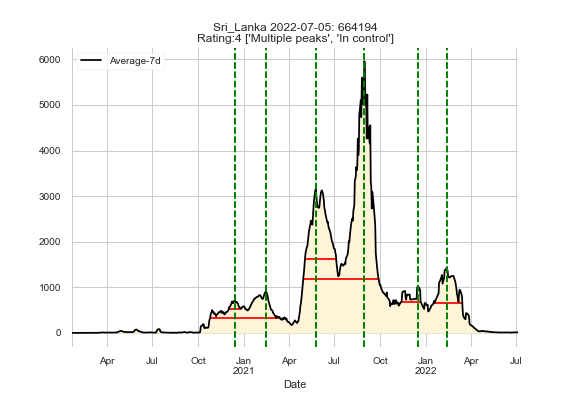 Sri_Lanka 2022-07-05: 664194
Rating:4 ['Multiple peaks', 'In control']
Average-7d
6000
5000
4000
3000
2000
1000
0
Apr Jul Oct Jan Apr Jul Oct Jan Apr Jul
2021 2022
Date